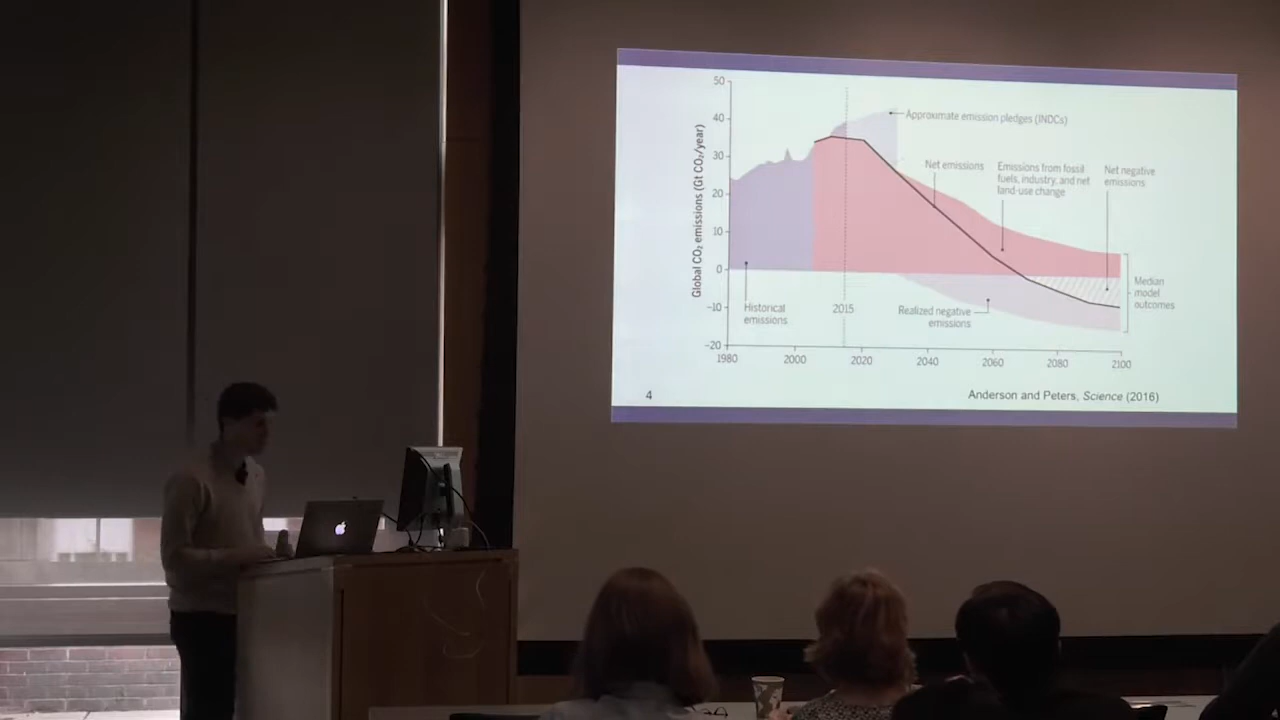 50
40
30
20
10
0
−10
−20
Global CO₂ emissions (Gt CO₂/year)
Approximate emission pledges (INDCs)
Net emissions
Emissions from fossil
fuels, industry, and net
land-use change
Net negative
emissions
Historical
emissions
2015
Realized negative
emissions
Median
model
outcomes
1980
2000
2020
2040
2060
2080
2100
4
Anderson and Peters, Science (2016)